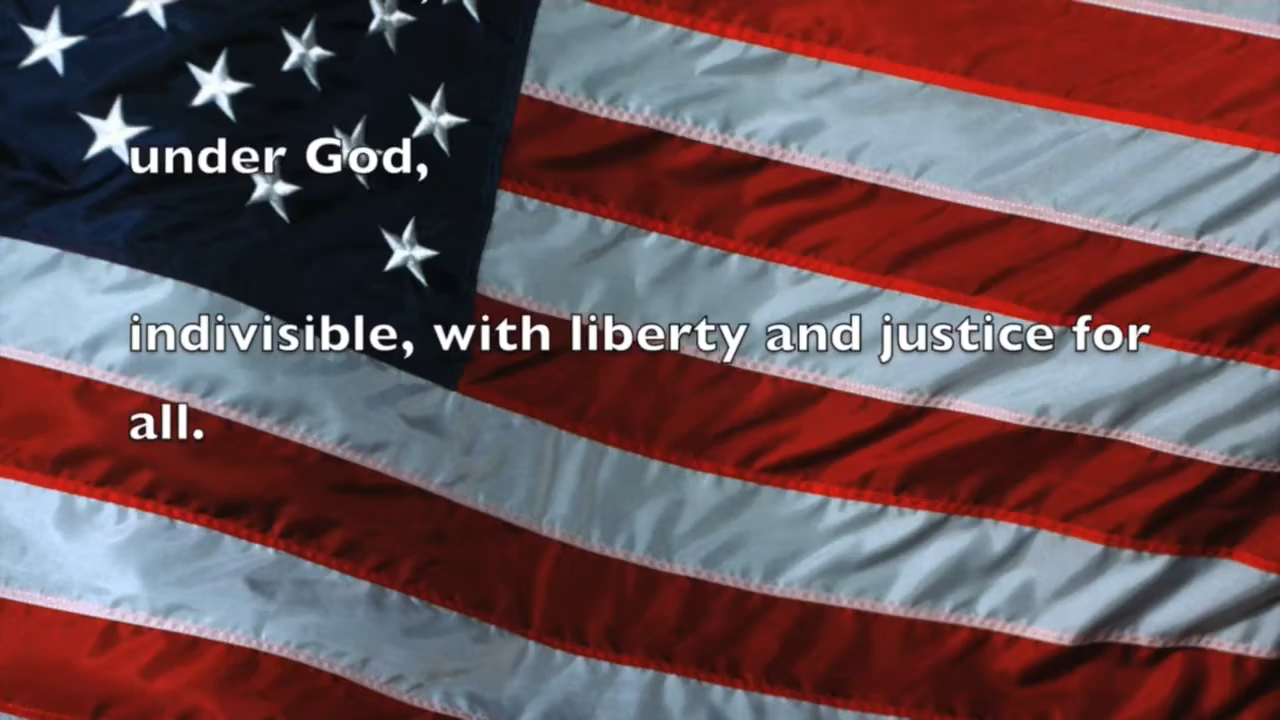 under God,
indivisible, with liberty and justice for
all.